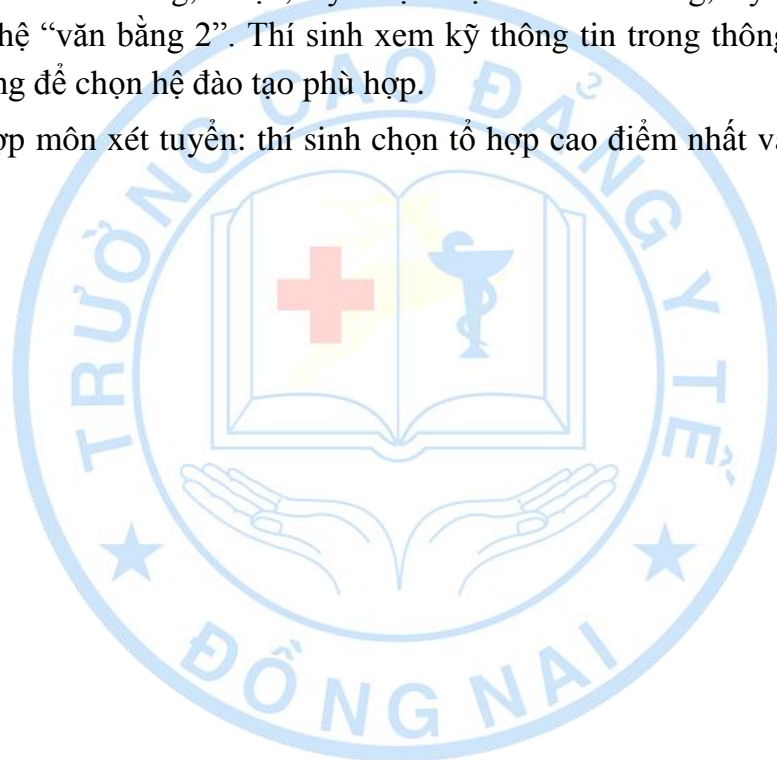 hệ “văn bằng 2”. Thí sinh xem kỹ thông tin trong thông
ng để chọn hệ đào tạo phù hợp.
ợp môn xét tuyển: thí sinh chọn tổ hợp cao điểm nhất và
TRƯỜNG CAO ĐẲNG Y TẾ
ĐỒNG NAI